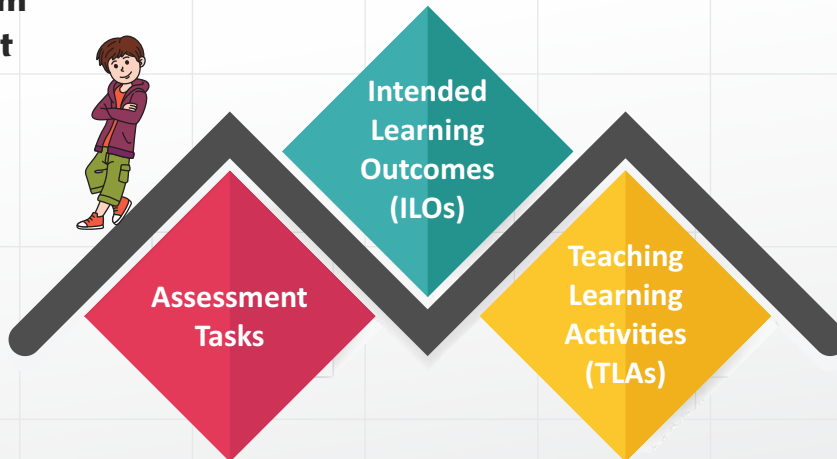 Intended
Learning
Outcomes
(ILOs)
Assessment
Tasks
Teaching
Learning
Activities
(TLAs)